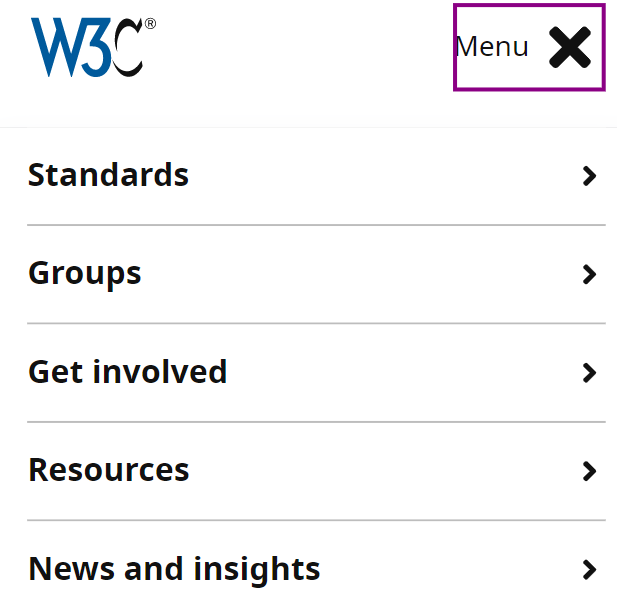 W3C®
Menu
Standards
Groups
Get involved
Resources
News and insights